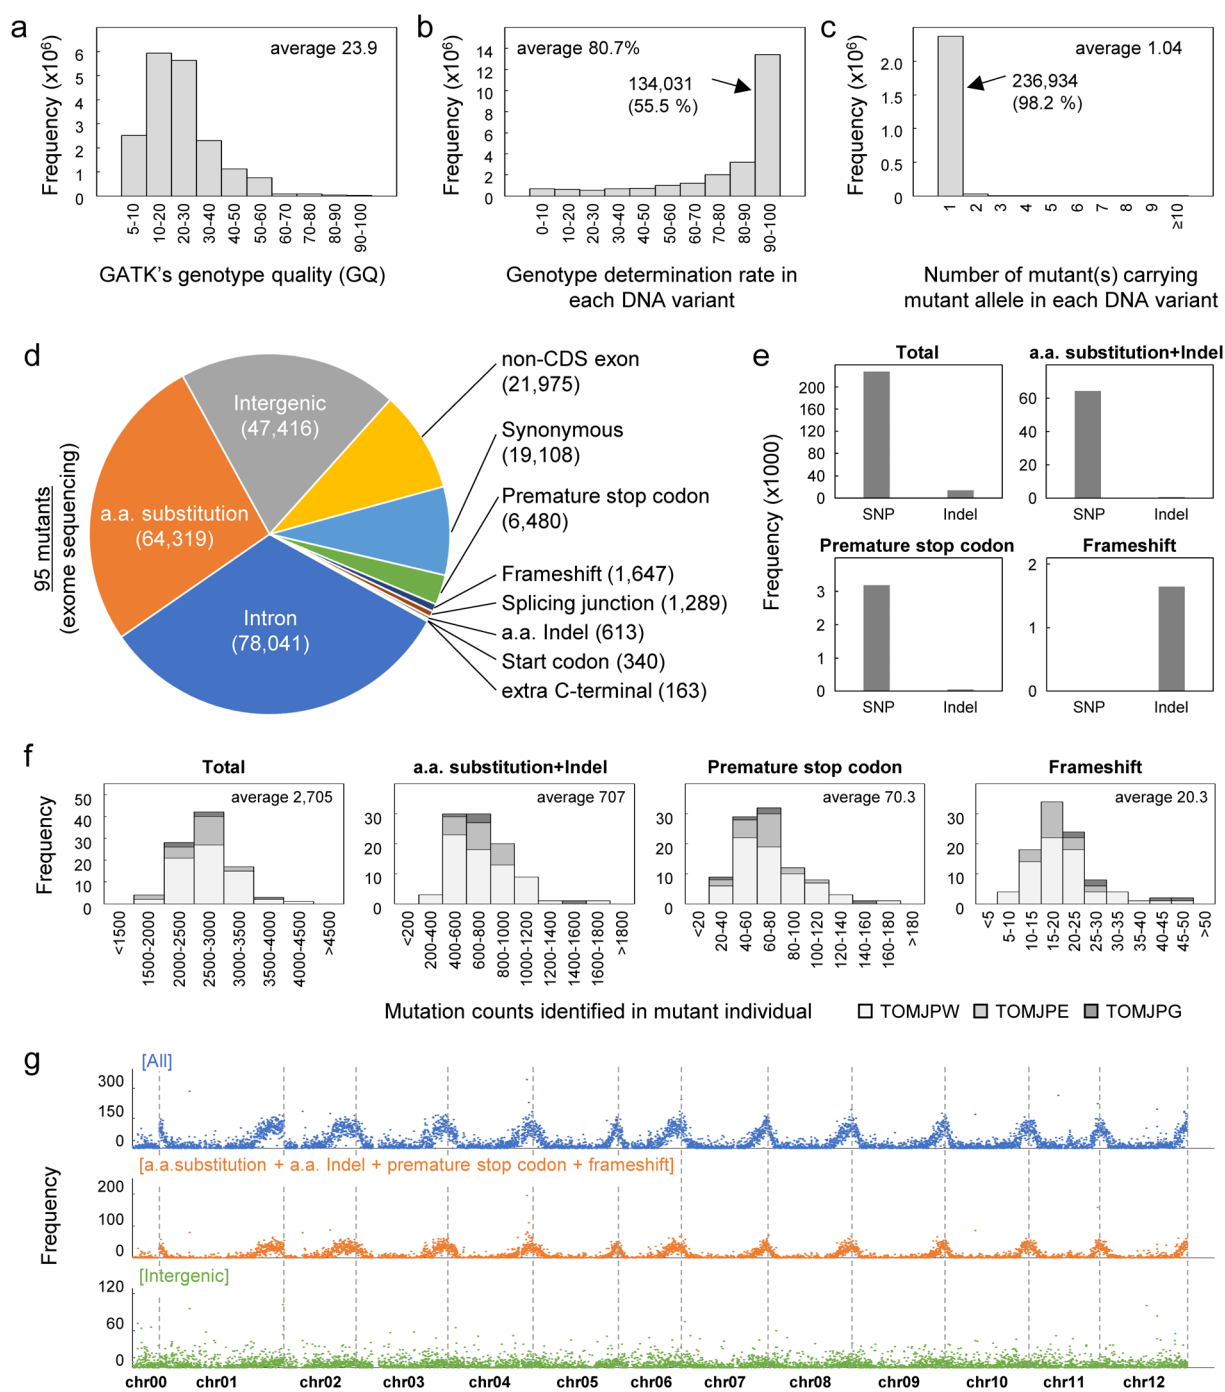 a
average 23.9
Frequency (x10⁶)
6
5
4
3
2
1
0
5-10
10-20
20-30
30-40
40-50
50-60
60-70
70-80
80-90
90-100
GATK's genotype quality (GQ)
b
average 80.7%
134,031
(55.5 %)
Frequency (x10⁶)
14
12
10
8
6
4
2
0
0-10
10-20
20-30
30-40
40-50
50-60
60-70
70-80
80-90
90-100
Genotype determination rate in
each DNA variant
c
average 1.04
236,934
(98.2 %)
Frequency (x10⁶)
2.0
1.0
0.5
0
1
2
3
4
5
6
7
8
9
≥10
Number of mutant(s) carrying
mutant allele in each DNA variant
d
95 mutants
(exome sequencing)
Intergenic
(47,416)
a.a. substitution
(64,319)
Intron
(78,041)
non-CDS exon
(21,975)
Synonymous
(19,108)
Premature stop codon
(6,480)
Frameshift (1,647)
Splicing junction (1,289)
a.a. Indel (613)
Start codon (340)
extra C-terminal (163)
e
Frequency (x1000)
Total
200
160
120
80
40
0
SNP Indel
a.a. substitution+Indel
60
40
20
0
SNP Indel
Premature stop codon
3
2
1
0
SNP Indel
Frameshift
2
1
0
SNP Indel
f
Frequency
Total
average 2,705
50
40
30
20
10
0
<1500
1500-2000
2000-2500
2500-3000
3000-3500
3500-4000
4000-4500
>4500
a.a. substitution+Indel
average 707
30
20
10
0
<200
200-400
400-600
600-800
800-1000
1000-1200
1200-1400
1400-1600
1600-1800
>1800
Premature stop codon
average 70.3
30
20
10
0
<20
20-40
40-60
60-80
80-100
100-120
120-140
140-160
160-180
>180
Frameshift
average 20.3
30
20
10
0
<5
5-10
10-15
15-20
20-25
25-30
30-35
35-40
40-45
45-50
>50
Mutation counts identified in mutant individual
TOMJPW TOMJPE TOMJPG
g
Frequency
[All]
300
150
0
[a.a.substitution + a.a. Indel + premature stop codon + frameshift]
200
100
0
[Intergenic]
120
60
0
chr00 chr01 chr02 chr03 chr04 chr05 chr06 chr07 chr08 chr09 chr10 chr11 chr12